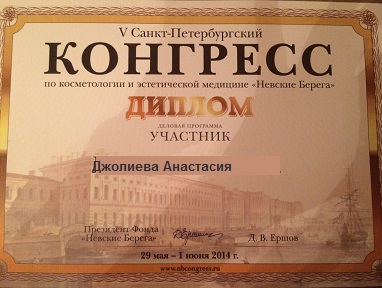 V Санкт-Петербургский
КОНГРЕСС
по косметологии и эстетической медицине «Невские Берега»
ДИПЛОМ
ДЕЛОВАЯ ПРОГРАММА
УЧАСТНИК
Джолиева Анастасия
Президент Фонда
«Невские Берега»
Д. В. Ершов
29 мая – 1 июня 2014 г.
www.nbcongress.ru